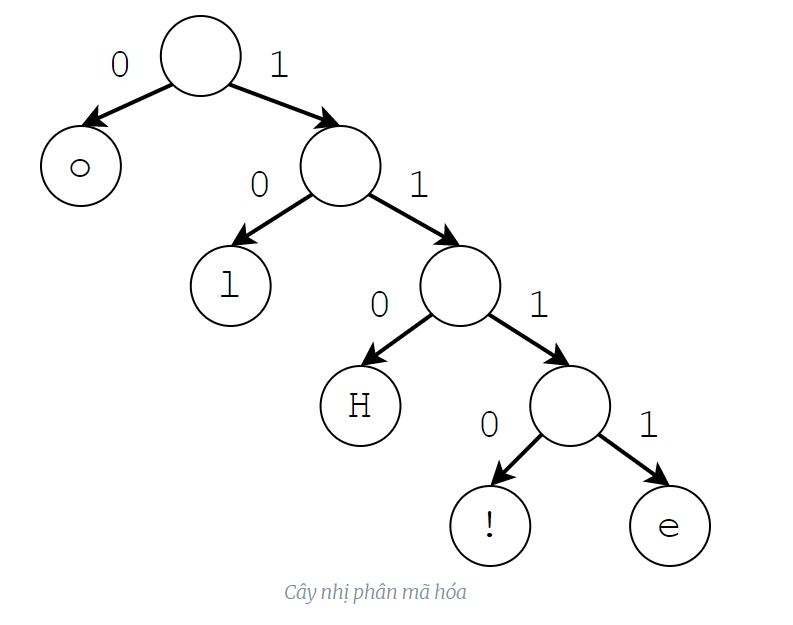 0 1
o
0 1
l
0 1
H
0 1
! e
Cây nhị phân mã hóa